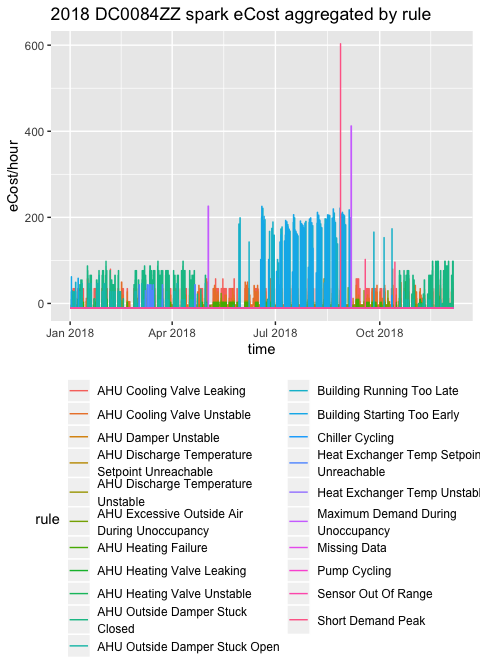 2018 DC0084ZZ spark eCost aggregated by rule
600
400
200
0
eCost/hour
Jan 2018 Apr 2018 Jul 2018 Oct 2018
time
rule
AHU Cooling Valve Leaking
AHU Cooling Valve Unstable
AHU Damper Unstable
AHU Discharge Temperature
Setpoint Unreachable
AHU Discharge Temperature
Unstable
AHU Excessive Outside Air
During Unoccupancy
AHU Heating Failure
AHU Heating Valve Leaking
AHU Heating Valve Unstable
AHU Outside Damper Stuck
Closed
AHU Outside Damper Stuck Open
Building Running Too Late
Building Starting Too Early
Chiller Cycling
Heat Exchanger Temp Setpoin
Unreachable
Heat Exchanger Temp Unstabl
Maximum Demand During
Unoccupancy
Missing Data
Pump Cycling
Sensor Out Of Range
Short Demand Peak